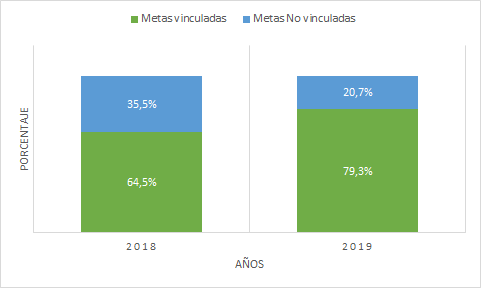 Metas vinculadas Metas No vinculadas
PORCENTAJE
35,5%
20,7%
64,5%
79,3%
2018 2019
AÑOS